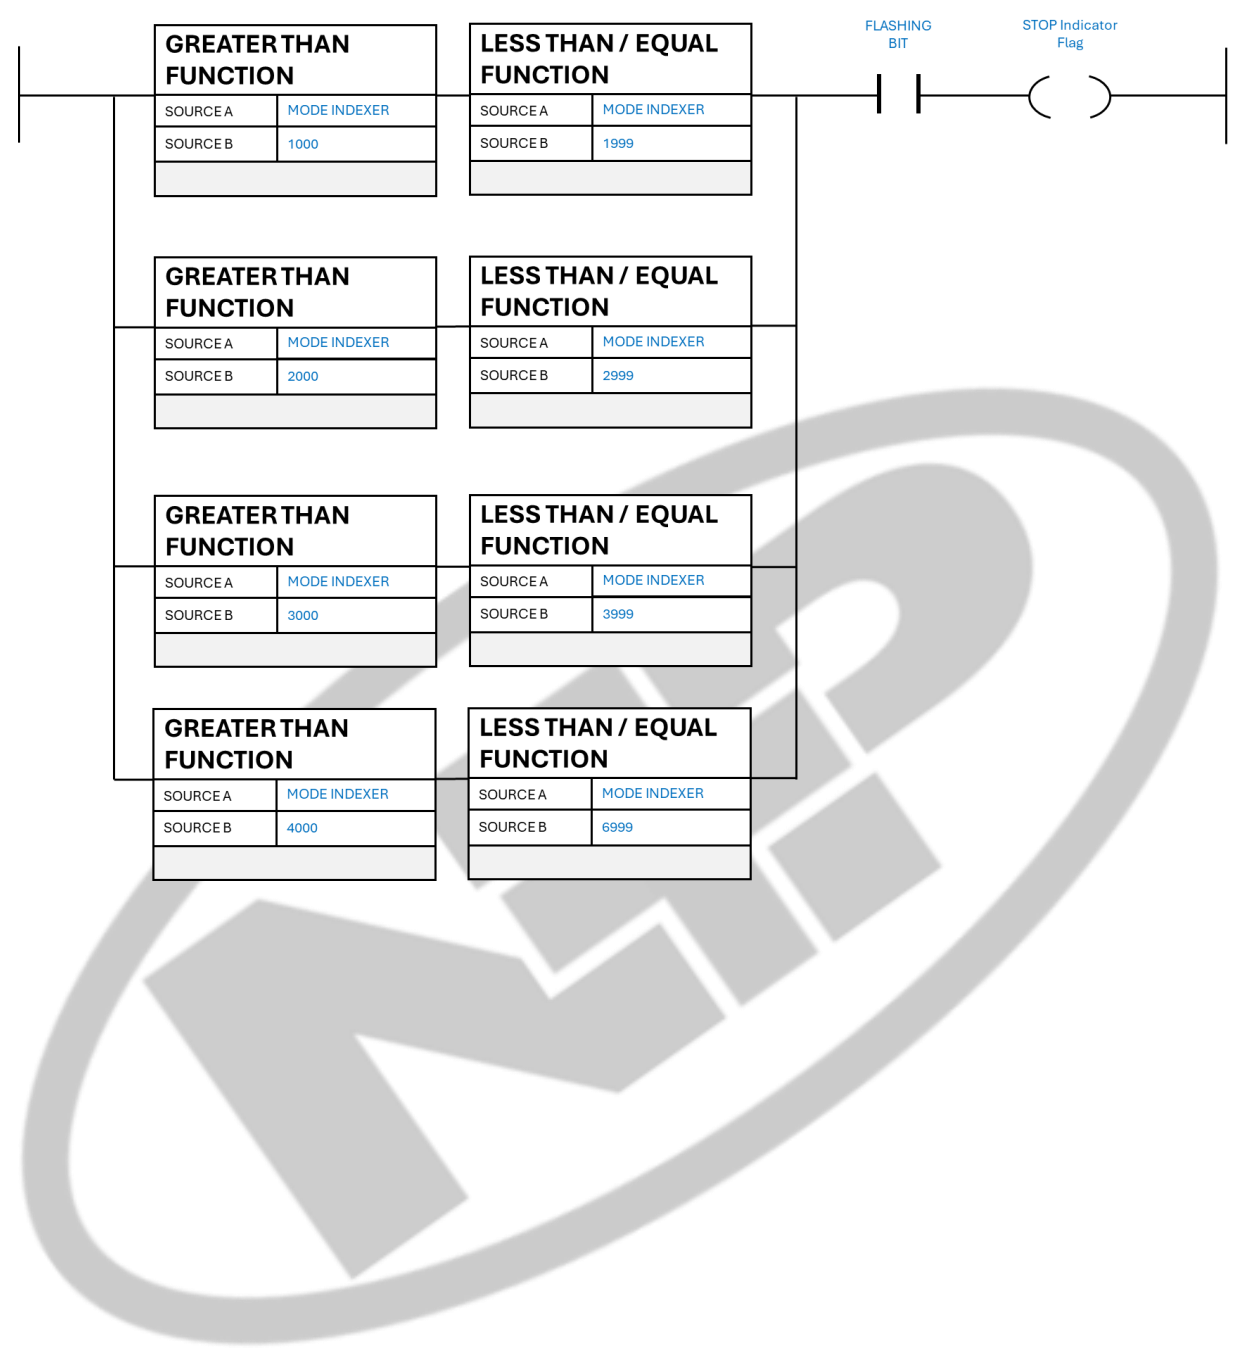 FLASHING
BIT
STOP Indicator
Flag
GREATER THAN
FUNCTION
SOURCE A
MODE INDEXER
SOURCE B
1000
LESS THAN / EQUAL
FUNCTION
SOURCE A
MODE INDEXER
SOURCE B
1999
GREATER THAN
FUNCTION
SOURCE A
MODE INDEXER
SOURCE B
2000
LESS THAN / EQUAL
FUNCTION
SOURCE A
MODE INDEXER
SOURCE B
2999
GREATER THAN
FUNCTION
SOURCE A
MODE INDEXER
SOURCE B
3000
LESS THAN / EQUAL
FUNCTION
SOURCE A
MODE INDEXER
SOURCE B
3999
GREATER THAN
FUNCTION
SOURCE A
MODE INDEXER
SOURCE B
4000
LESS THAN / EQUAL
FUNCTION
SOURCE A
MODE INDEXER
SOURCE B
6999